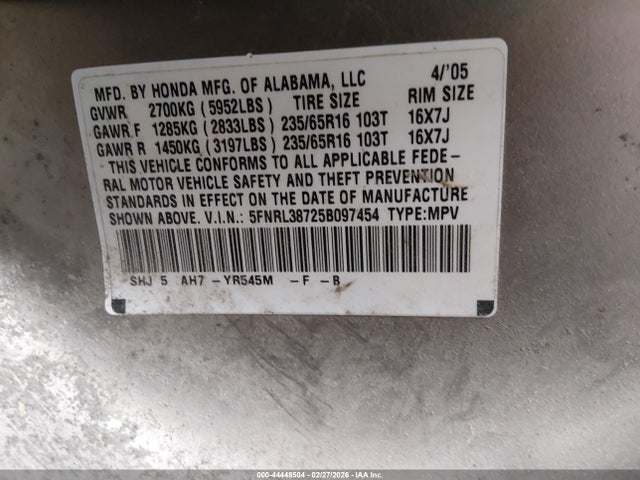 MFD. BY HONDA MFG. OF ALABAMA, LLC 4/'05
GVWR 2700KG (5952LBS) TIRE SIZE RIM SIZE
GAWR F 1285KG (2833LBS) 235/65R16 103T 16X7J
GAWR R 1450KG (3197LBS) 235/65R16 103T 16X7J
THIS VEHICLE CONFORMS TO ALL APPLICABLE FEDE-
RAL MOTOR VEHICLE SAFETY AND THEFT PREVENTION
STANDARDS IN EFFECT ON THE DATE OF MANUFACTURE
SHOWN ABOVE. V.I.N.: 5FNRL38725B097454 TYPE:MPV
SHJ 5 AH7 -YR545M -F -B
000-44448504 - 02/27/2026 - IAA Inc.